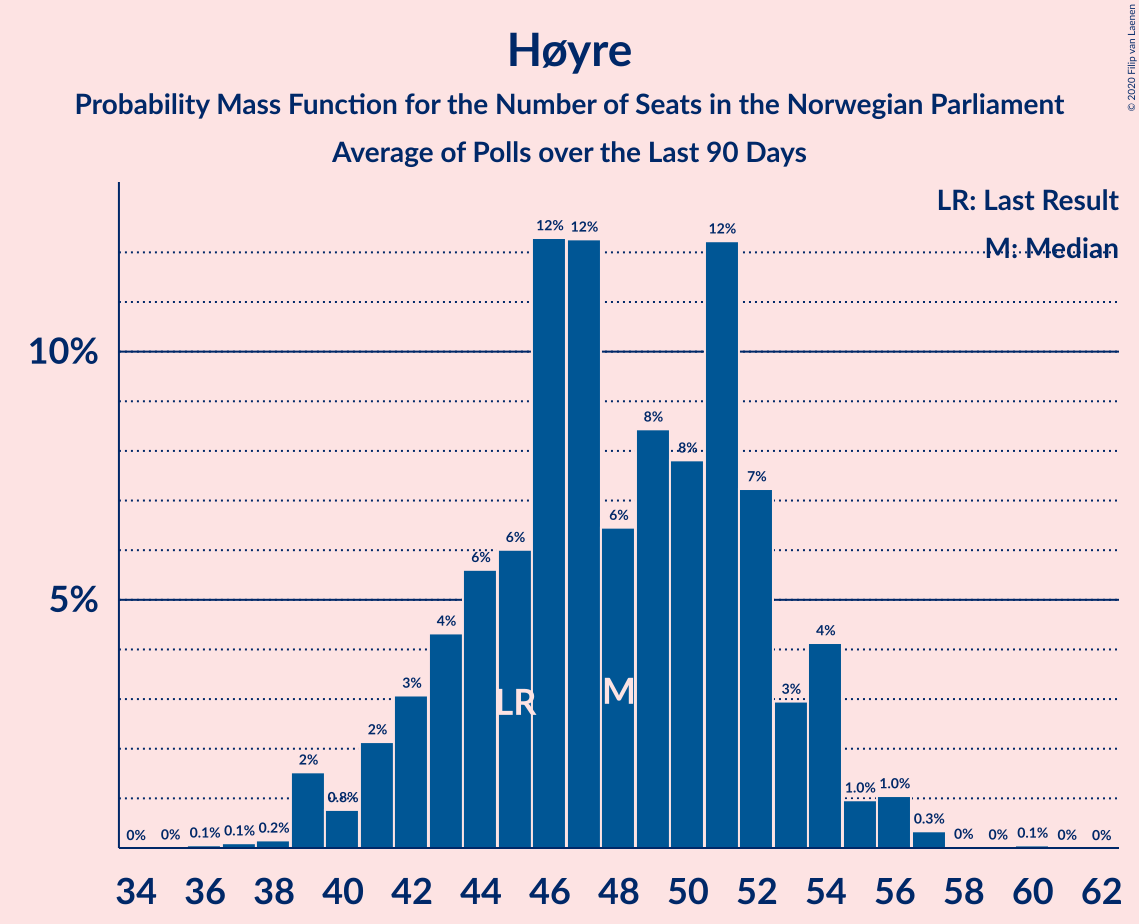 Høyre
Probability Mass Function for the Number of Seats in the Norwegian Parliament
Average of Polls over the Last 90 Days
© 2020 Filip van Laenen
LR: Last Result
M: Median
10%
5%
0% 0% 0.1% 0.1% 0.2% 2% 0.8% 2% 3% 4% 6% 6% 12% 12% 6% 8% 8% 12% 7% 3% 4% 1.0% 1.0% 0.3% 0% 0% 0.1% 0% 0%
LR M
34 36 38 40 42 44 46 48 50 52 54 56 58 60 62